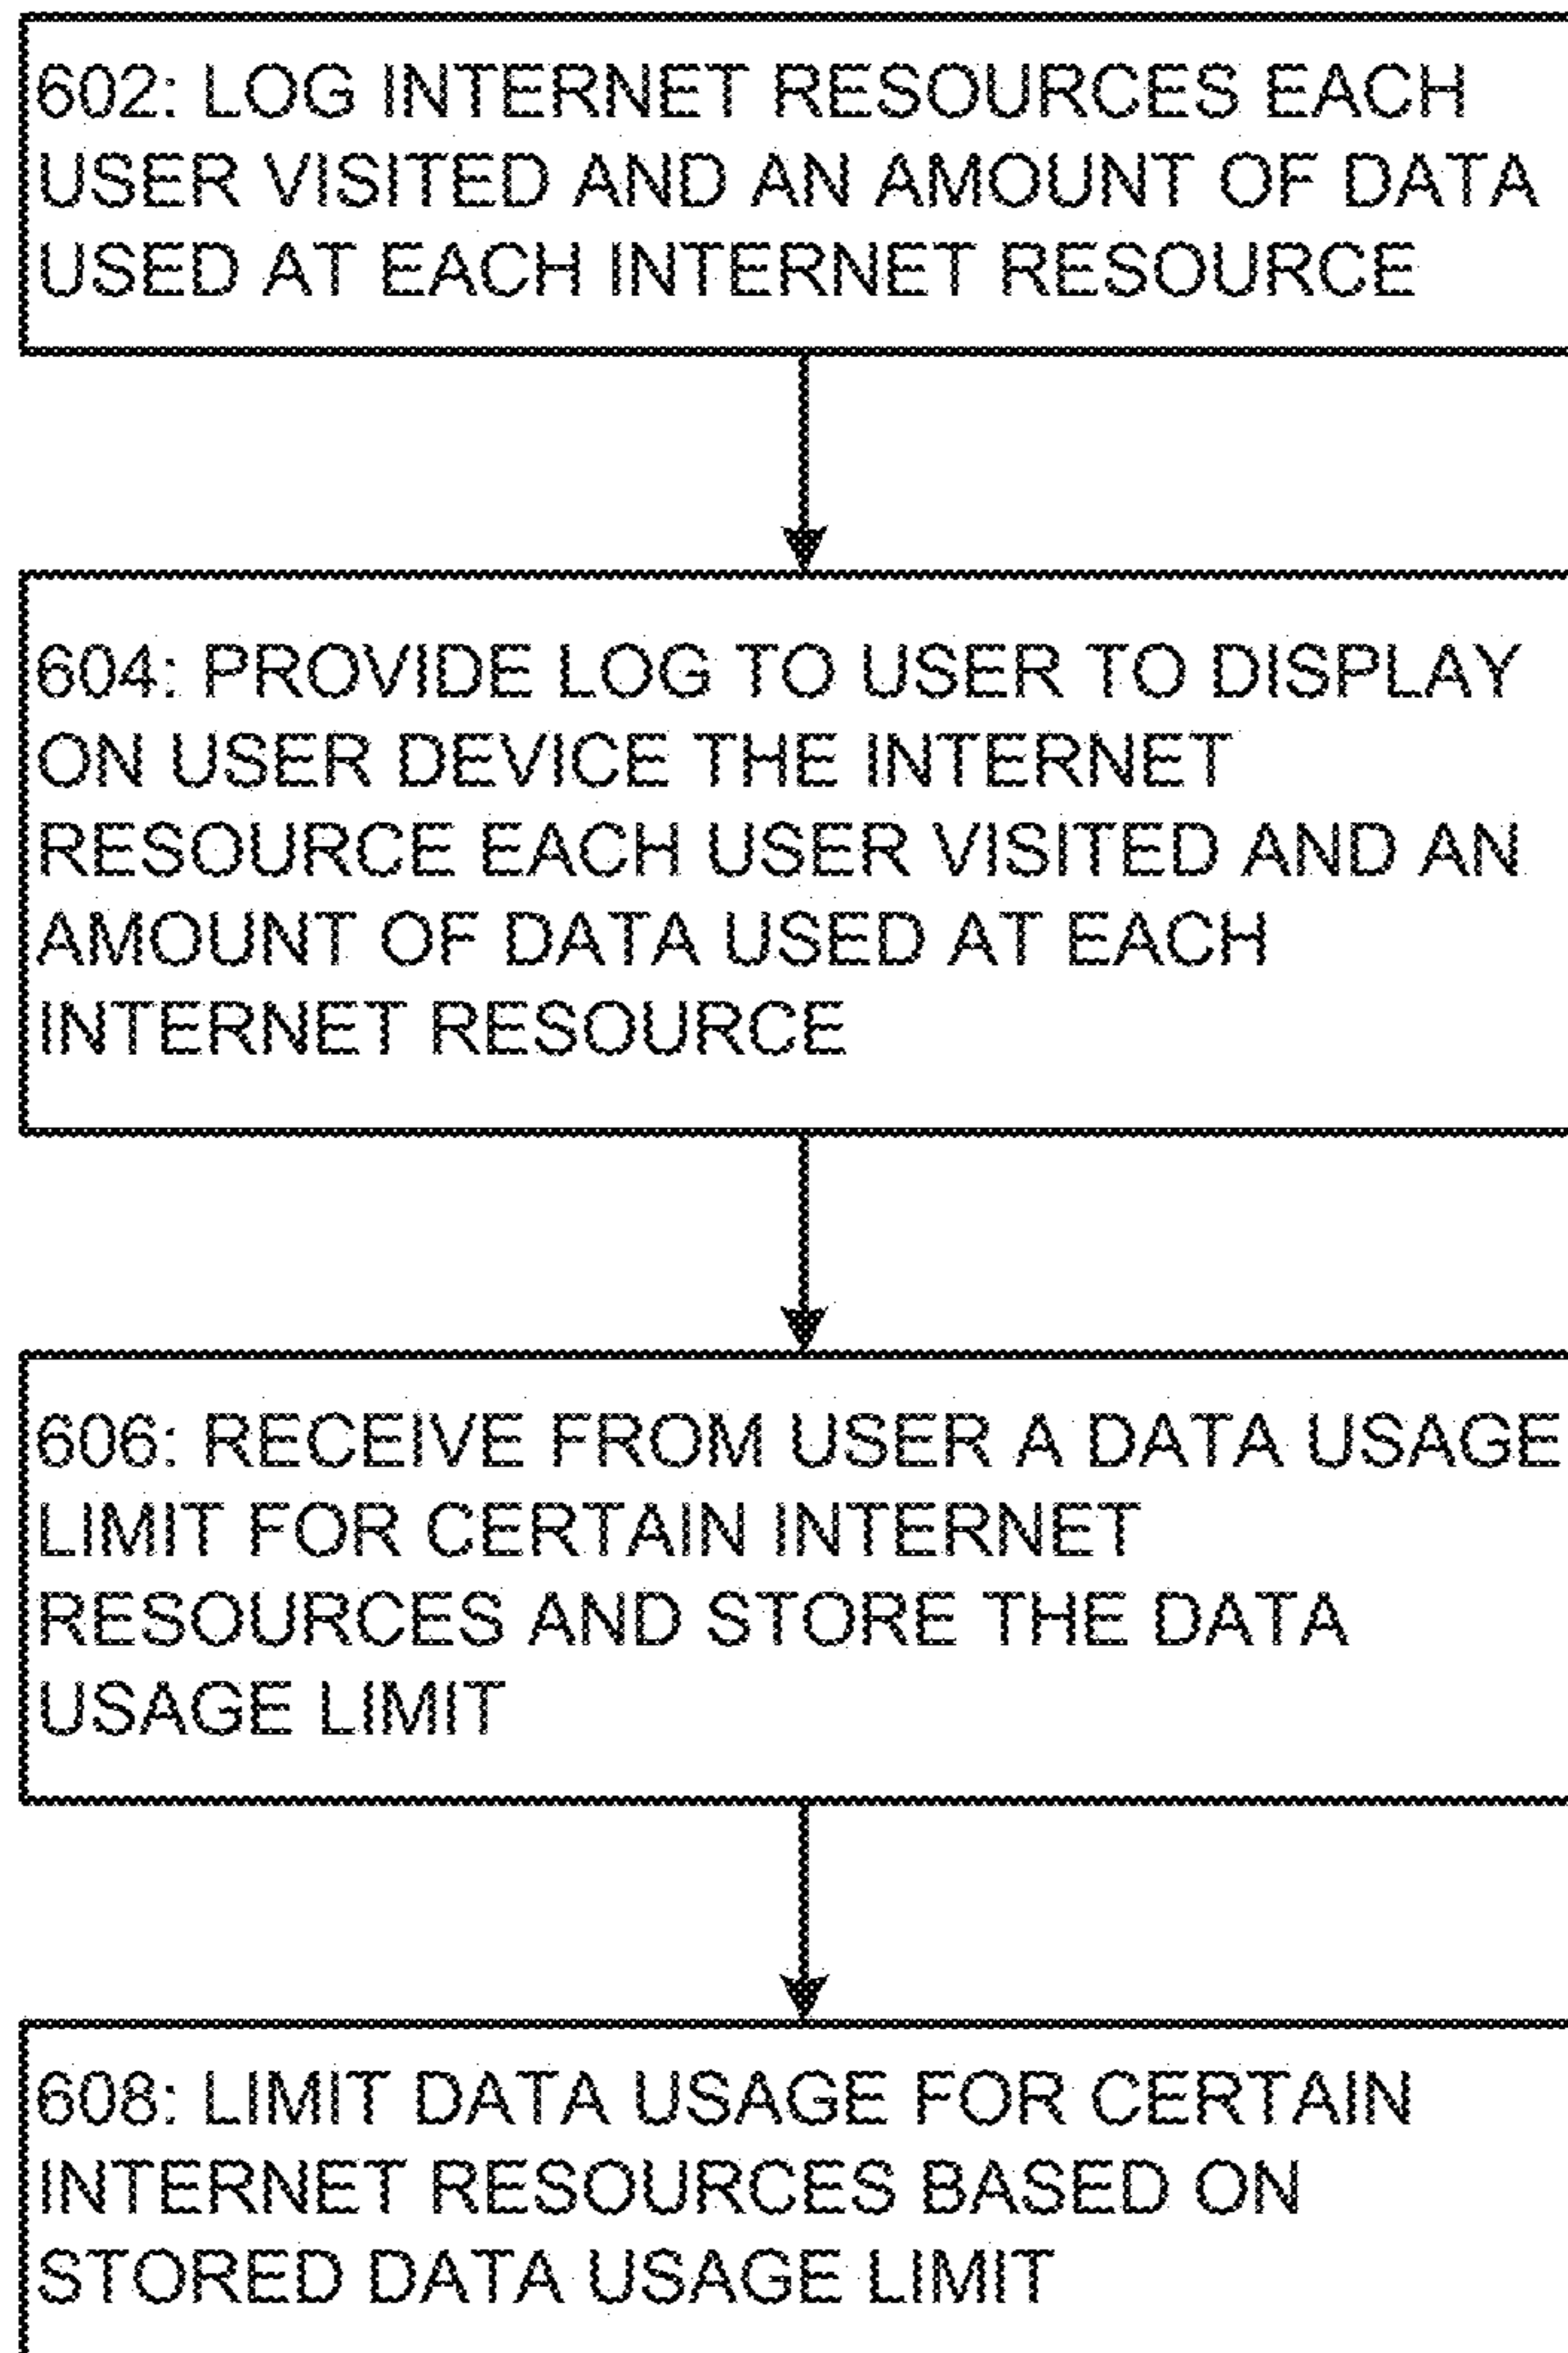 602: LOG INTERNET RESOURCES EACH
USER VISITED AND AN AMOUNT OF DATA
USED AT EACH INTERNET RESOURCE
604: PROVIDE LOG TO USER TO DISPLAY
ON USER DEVICE THE INTERNET
RESOURCE EACH USER VISITED AND AN
AMOUNT OF DATA USED AT EACH
INTERNET RESOURCE
606: RECEIVE FROM USER A DATA USAGE
LIMIT FOR CERTAIN INTERNET
RESOURCES AND STORE THE DATA
USAGE LIMIT
608: LIMIT DATA USAGE FOR CERTAIN
INTERNET RESOURCES BASED ON
STORED DATA USAGE LIMIT